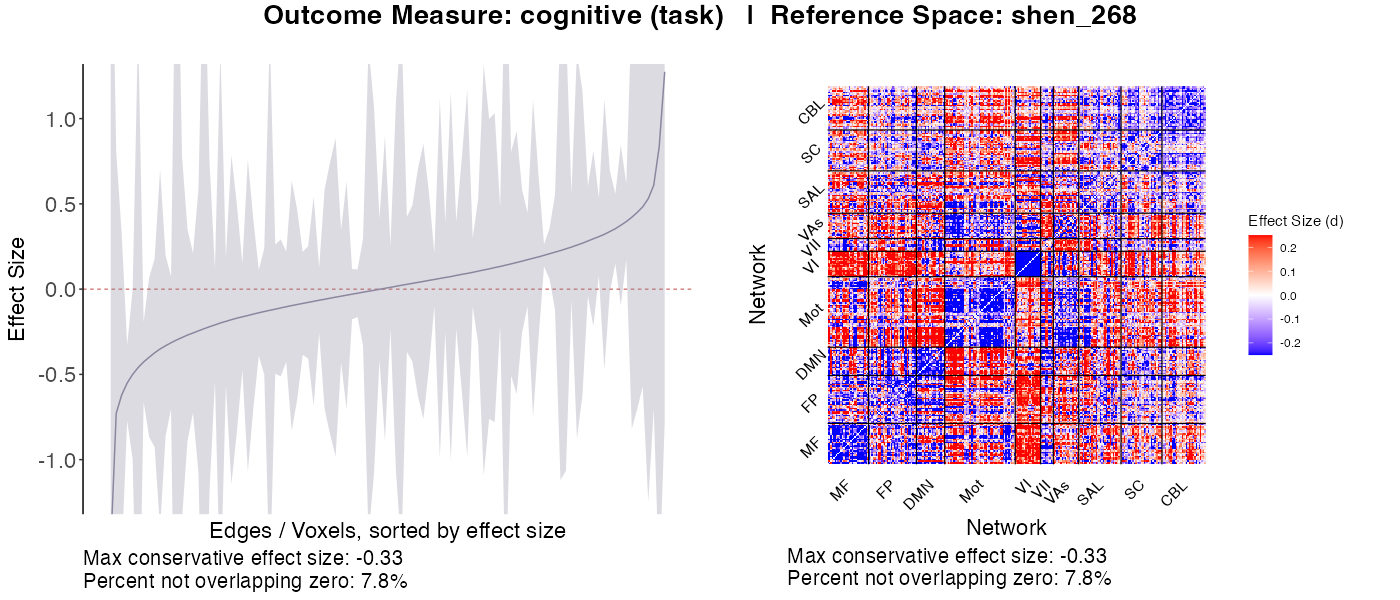 Outcome Measure: cognitive (task) | Reference Space: shen_268
Effect Size
1.0
0.5
0.0
-0.5
-1.0
Edges / Voxels, sorted by effect size
Max conservative effect size: -0.33
Percent not overlapping zero: 7.8%
Network
CBL
SC
SAL
VAs
VII
VI
Mot
DMN
FP
MF
MF
FP
DMN
Mot
VI
VII
VAs
SAL
SC
CBL
Network
Max conservative effect size: -0.33
Percent not overlapping zero: 7.8%
Effect Size (d)
0.2
0.1
0.0
-0.1
-0.2